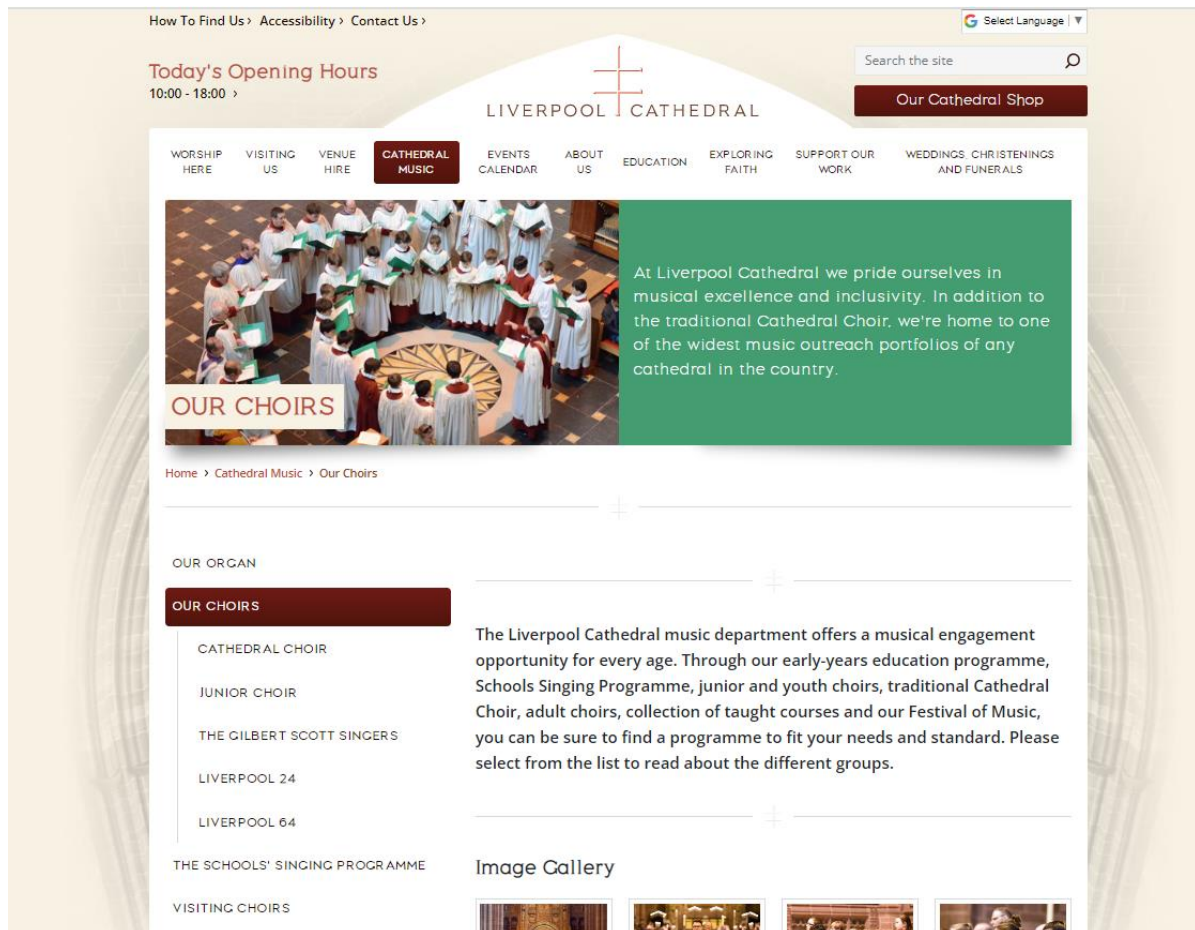 How To Find Us › Accessibility › Contact Us ›
Select Language ▼
Today's Opening Hours
10:00 - 18:00 ›
LIVERPOOL CATHEDRAL
Search the site
Our Cathedral Shop
WORSHIP HERE
VISITING US
VENUE HIRE
CATHEDRAL MUSIC
EVENTS CALENDAR
ABOUT US
EDUCATION
EXPLORING FAITH
SUPPORT OUR WORK
WEDDINGS, CHRISTENINGS AND FUNERALS
OUR CHOIRS
At Liverpool Cathedral we pride ourselves in
musical excellence and inclusivity. In addition to
the traditional Cathedral Choir, we're home to one
of the widest music outreach portfolios of any
cathedral in the country.
Home › Cathedral Music › Our Choirs
OUR ORGAN
OUR CHOIRS
CATHEDRAL CHOIR
JUNIOR CHOIR
THE GILBERT SCOTT SINGERS
LIVERPOOL 24
LIVERPOOL 64
THE SCHOOLS' SINGING PROGRAMME
VISITING CHOIRS
The Liverpool Cathedral music department offers a musical engagement
opportunity for every age. Through our early-years education programme,
Schools Singing Programme, junior and youth choirs, traditional Cathedral
Choir, adult choirs, collection of taught courses and our Festival of Music,
you can be sure to find a programme to fit your needs and standard. Please
select from the list to read about the different groups.
Image Gallery